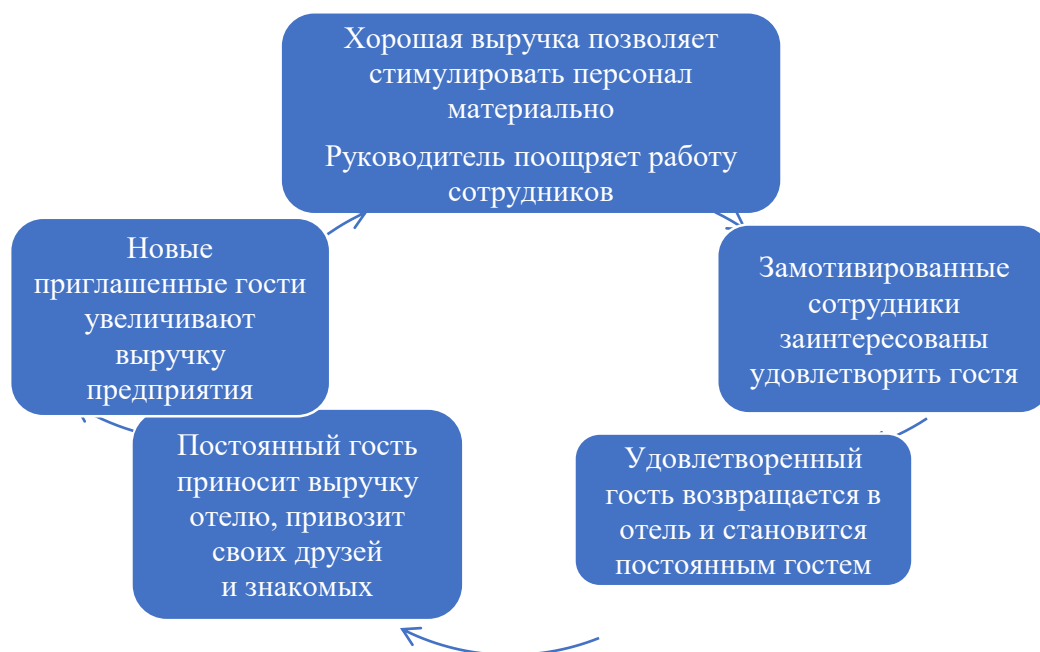 Хорошая выручка позволяет
стимулировать персонал
материально
Руководитель поощряет работу
сотрудников
Замотивированные
сотрудники
заинтересованы
удовлетворить гостя
Удовлетворенный
гость возвращается в
отель и становится
постоянным гостем
Постоянный гость
приносит выручку
отелю, привозит
своих друзей
и знакомых
Новые
приглашенные гости
увеличивают
выручку
предприятия